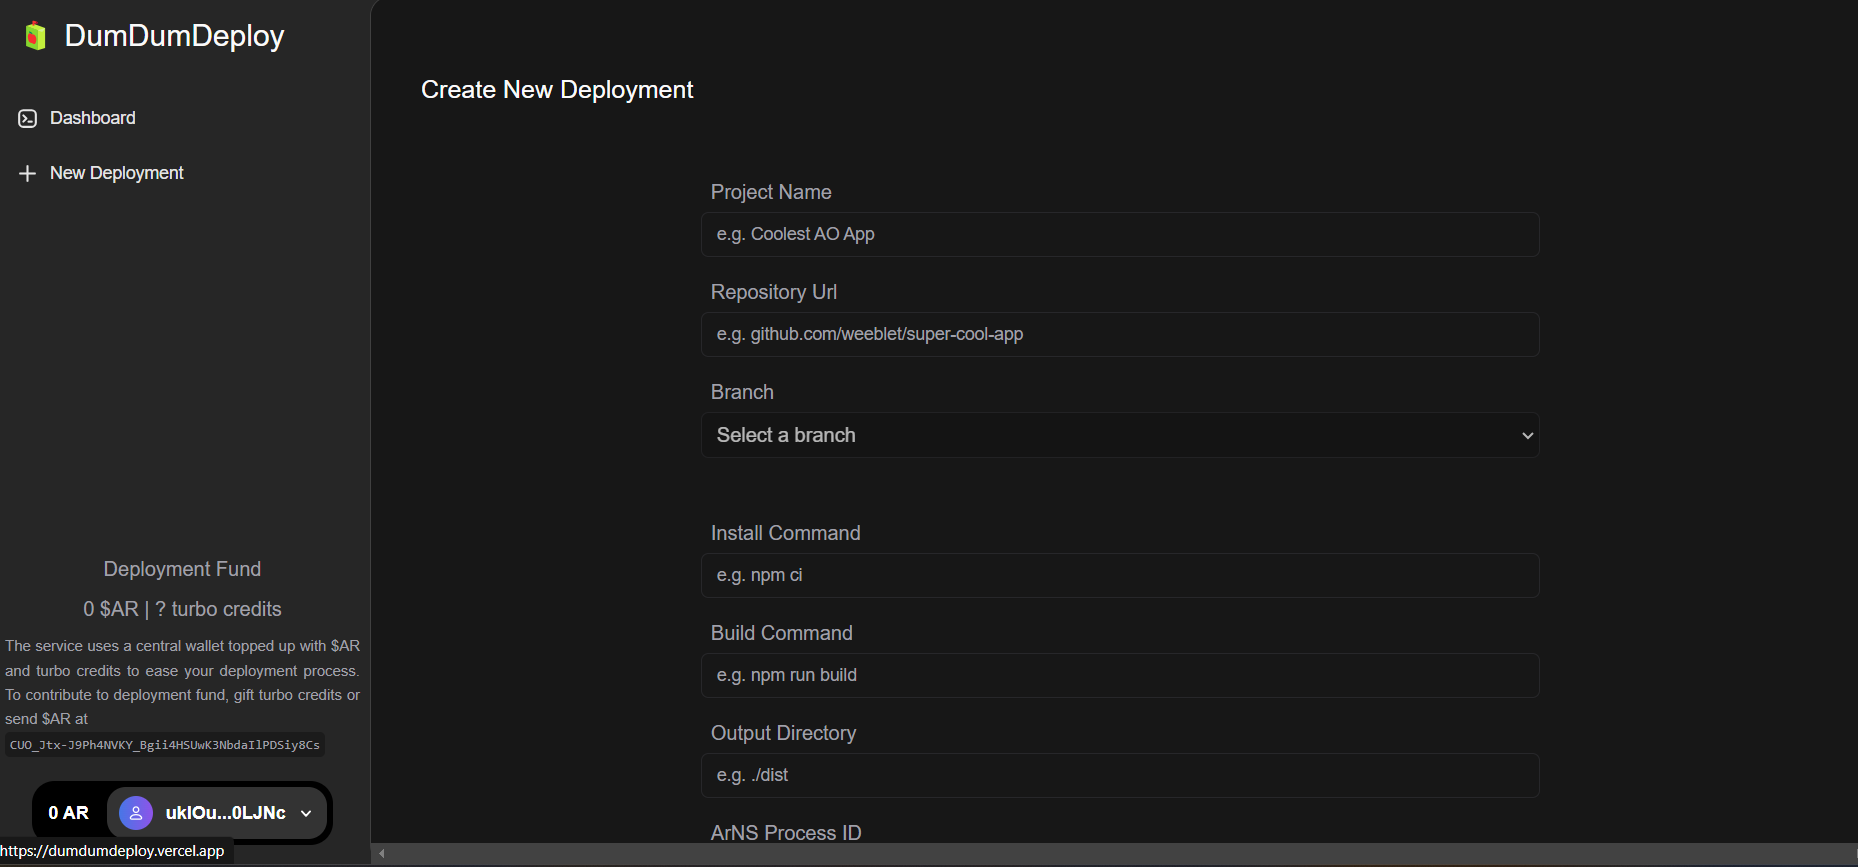 DumDumDeploy
Dashboard
New Deployment
Deployment Fund
0 $AR | ? turbo credits
The service uses a central wallet topped up with $AR
and turbo credits to ease your deployment process.
To contribute to deployment fund, gift turbo credits or
send $AR at
CUO_Jtx-J9Ph4NVKY_Bgii4HSUwK3NbdaIlPDSiy8Cs
0 AR
uklOu...0LJNc
https://dumdumdeploy.vercel.app
Create New Deployment
Project Name
e.g. Coolest AO App
Repository Url
e.g. github.com/weeblet/super-cool-app
Branch
Select a branch
Install Command
e.g. npm ci
Build Command
e.g. npm run build
Output Directory
e.g. ./dist
ArNS Process ID